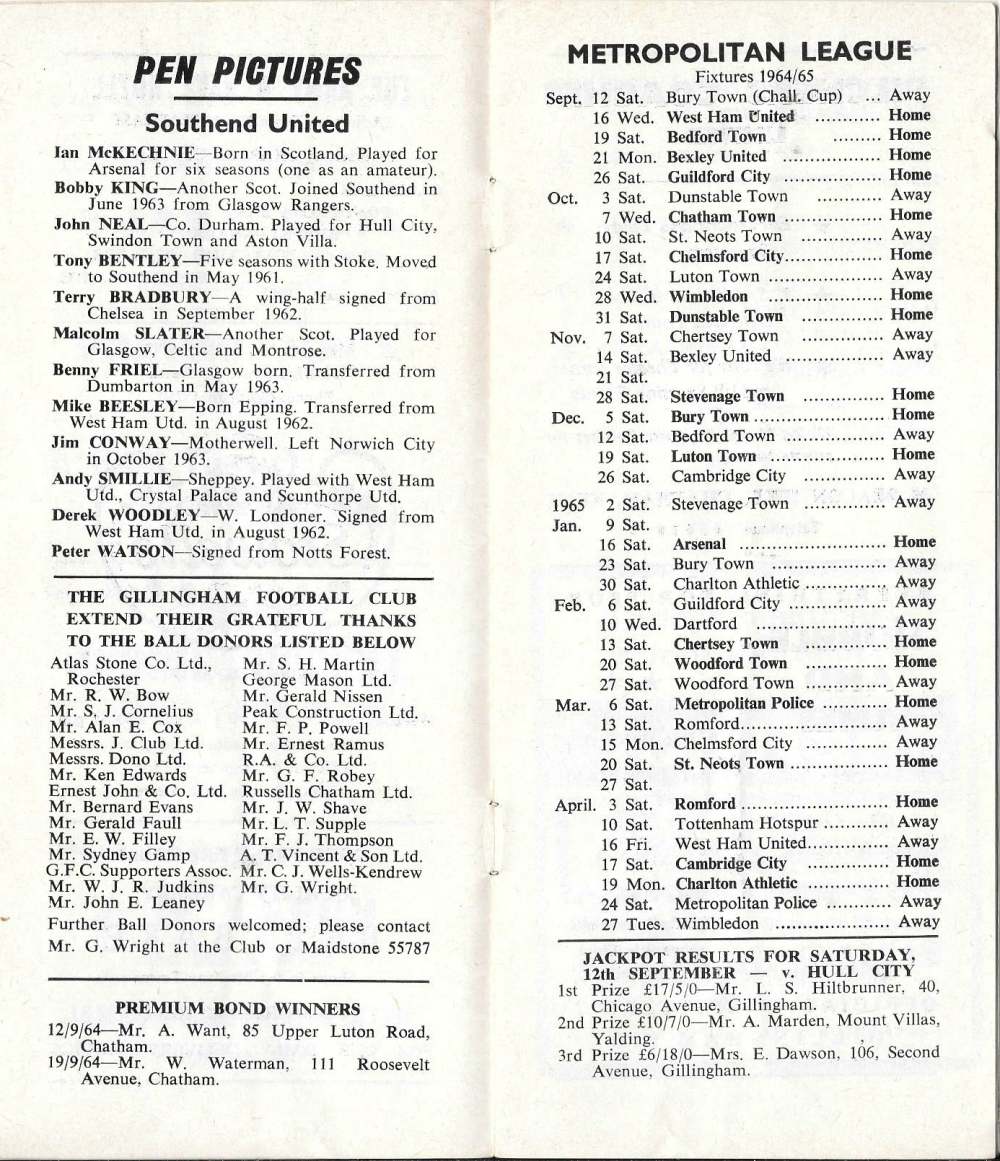 PEN PICTURES
Southend United
Ian McKECHNIE—Born in Scotland. Played for
Arsenal for six seasons (one as an amateur).
Bobby KING—Another Scot. Joined Southend in
June 1963 from Glasgow Rangers.
John NEAL—Co. Durham. Played for Hull City,
Swindon Town and Aston Villa.
Tony BENTLEY—Five seasons with Stoke. Moved
to Southend in May 1961.
Terry BRADBURY—A wing-half signed from
Chelsea in September 1962.
Malcolm SLATER—Another Scot. Played for
Glasgow, Celtic and Montrose.
Benny FRIEL—Glasgow born. Transferred from
Dumbarton in May 1963.
Mike BEESLEY—Born Epping. Transferred from
West Ham Utd. in August 1962.
Jim CONWAY—Motherwell. Left Norwich City
in October 1963.
Andy SMILLIE—Sheppey. Played with West Ham
Utd., Crystal Palace and Scunthorpe Utd.
Derek WOODLEY—W. Londoner. Signed from
West Ham Utd. in August 1962.
Peter WATSON—Signed from Notts Forest.
THE GILLINGHAM FOOTBALL CLUB
EXTEND THEIR GRATEFUL THANKS
TO THE BALL DONORS LISTED BELOW
Atlas Stone Co. Ltd.,
Rochester
Mr. R. W. Bow
Mr. S. J. Cornelius
Mr. Alan E. Cox
Messrs. J. Club Ltd.
Messrs. Dono Ltd.
Mr. Ken Edwards
Ernest John & Co. Ltd.
Mr. Bernard Evans
Mr. Gerald Faull
Mr. E. W. Filley
Mr. Sydney Gamp
G.F.C. Supporters Assoc.
Mr. W. J. R. Judkins
Mr. John E. Leaney
Mr. S. H. Martin
George Mason Ltd.
Mr. Gerald Nissen
Peak Construction Ltd.
Mr. F. P. Powell
Mr. Ernest Ramus
R.A. & Co. Ltd.
Mr. G. F. Robey
Russells Chatham Ltd.
Mr. J. W. Shave
Mr. L. T. Supple
Mr. F. J. Thompson
A. T. Vincent & Son Ltd.
Mr. C. J. Wells-Kendrew
Mr. G. Wright.
Further Ball Donors welcomed; please contact
Mr. G. Wright at the Club or Maidstone 55787
PREMIUM BOND WINNERS
12/9/64—Mr. A. Want, 85 Upper Luton Road,
Chatham.
19/9/64—Mr. W. Waterman, 111 Roosevelt
Avenue, Chatham.
METROPOLITAN LEAGUE
Fixtures 1964/65
Sept. 12 Sat. Bury Town (Chall. Cup) ... Away
16 Wed. West Ham United ............ Home
19 Sat. Bedford Town ......... Home
21 Mon. Bexley United .................. Home
26 Sat. Guildford City .................. Home
Oct. 3 Sat. Dunstable Town ............ Away
7 Wed. Chatham Town .................. Home
10 Sat. St. Neots Town ............... Away
17 Sat. Chelmsford City.................. Home
24 Sat. Luton Town ..................... Away
28 Wed. Wimbledon ..................... Home
31 Sat. Dunstable Town ............... Home
Nov. 7 Sat. Chertsey Town ............... Away
14 Sat. Bexley United .................. Away
21 Sat.
28 Sat. Stevenage Town ............... Home
Dec. 5 Sat. Bury Town ........................ Home
12 Sat. Bedford Town .................. Away
19 Sat. Luton Town ..................... Home
26 Sat. Cambridge City ............... Away
1965 2 Sat. Stevenage Town ............... Away
Jan. 9 Sat.
16 Sat. Arsenal ........................... Home
23 Sat. Bury Town ..................... Away
30 Sat. Charlton Athletic ............... Away
Feb. 6 Sat. Guildford City .................. Away
10 Wed. Dartford ........................ Away
13 Sat. Chertsey Town ............... Home
20 Sat. Woodford Town ............... Home
27 Sat. Woodford Town ............... Away
Mar. 6 Sat. Metropolitan Police ............ Home
13 Sat. Romford........................... Away
15 Mon. Chelmsford City ............... Away
20 Sat. St. Neots Town .................. Home
27 Sat.
April. 3 Sat. Romford ........................... Home
10 Sat. Tottenham Hotspur ............ Away
16 Fri. West Ham United............... Away
17 Sat. Cambridge City ............... Home
19 Mon. Charlton Athletic ............... Home
24 Sat. Metropolitan Police ............ Away
27 Tues. Wimbledon ..................... Away
JACKPOT RESULTS FOR SATURDAY,
12th SEPTEMBER — v. HULL CITY
1st Prize £17/5/0—Mr. L. S. Hiltbrunner, 40,
Chicago Avenue, Gillingham.
2nd Prize £10/7/0—Mr. A. Marden, Mount Villas,
Yalding.
3rd Prize £6/18/0—Mrs. E. Dawson, 106, Second
Avenue, Gillingham.